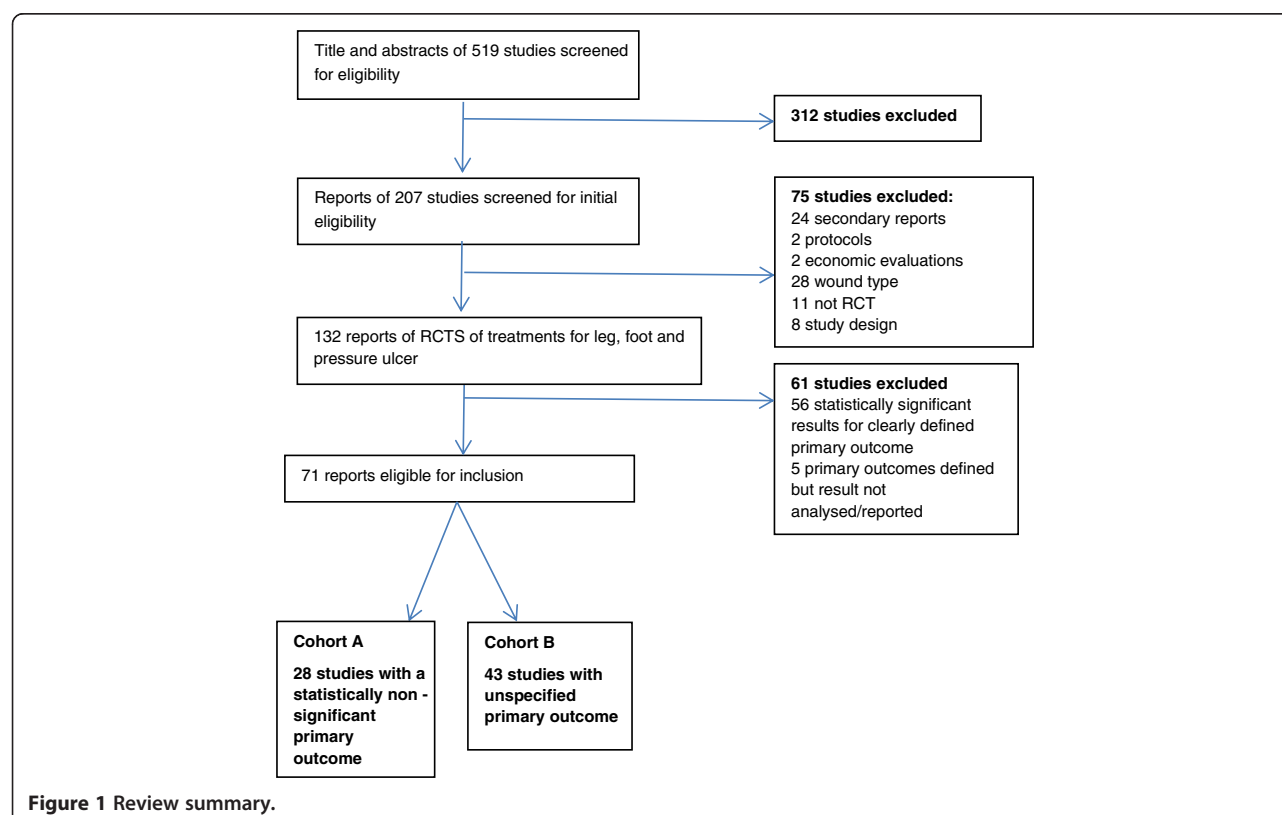 Title and abstracts of 519 studies screened
for eligibility
312 studies excluded
Reports of 207 studies screened for initial
eligibility
75 studies excluded:
24 secondary reports
2 protocols
2 economic evaluations
28 wound type
11 not RCT
8 study design
132 reports of RCTS of treatments for leg, foot and
pressure ulcer
61 studies excluded
56 statistically significant
results for clearly defined
primary outcome
5 primary outcomes defined
but result not
analysed/reported
71 reports eligible for inclusion
Cohort A
28 studies with a
statistically non -
significant
primary
outcome
Cohort B
43 studies with
unspecified
primary outcome
Figure 1 Review summary.